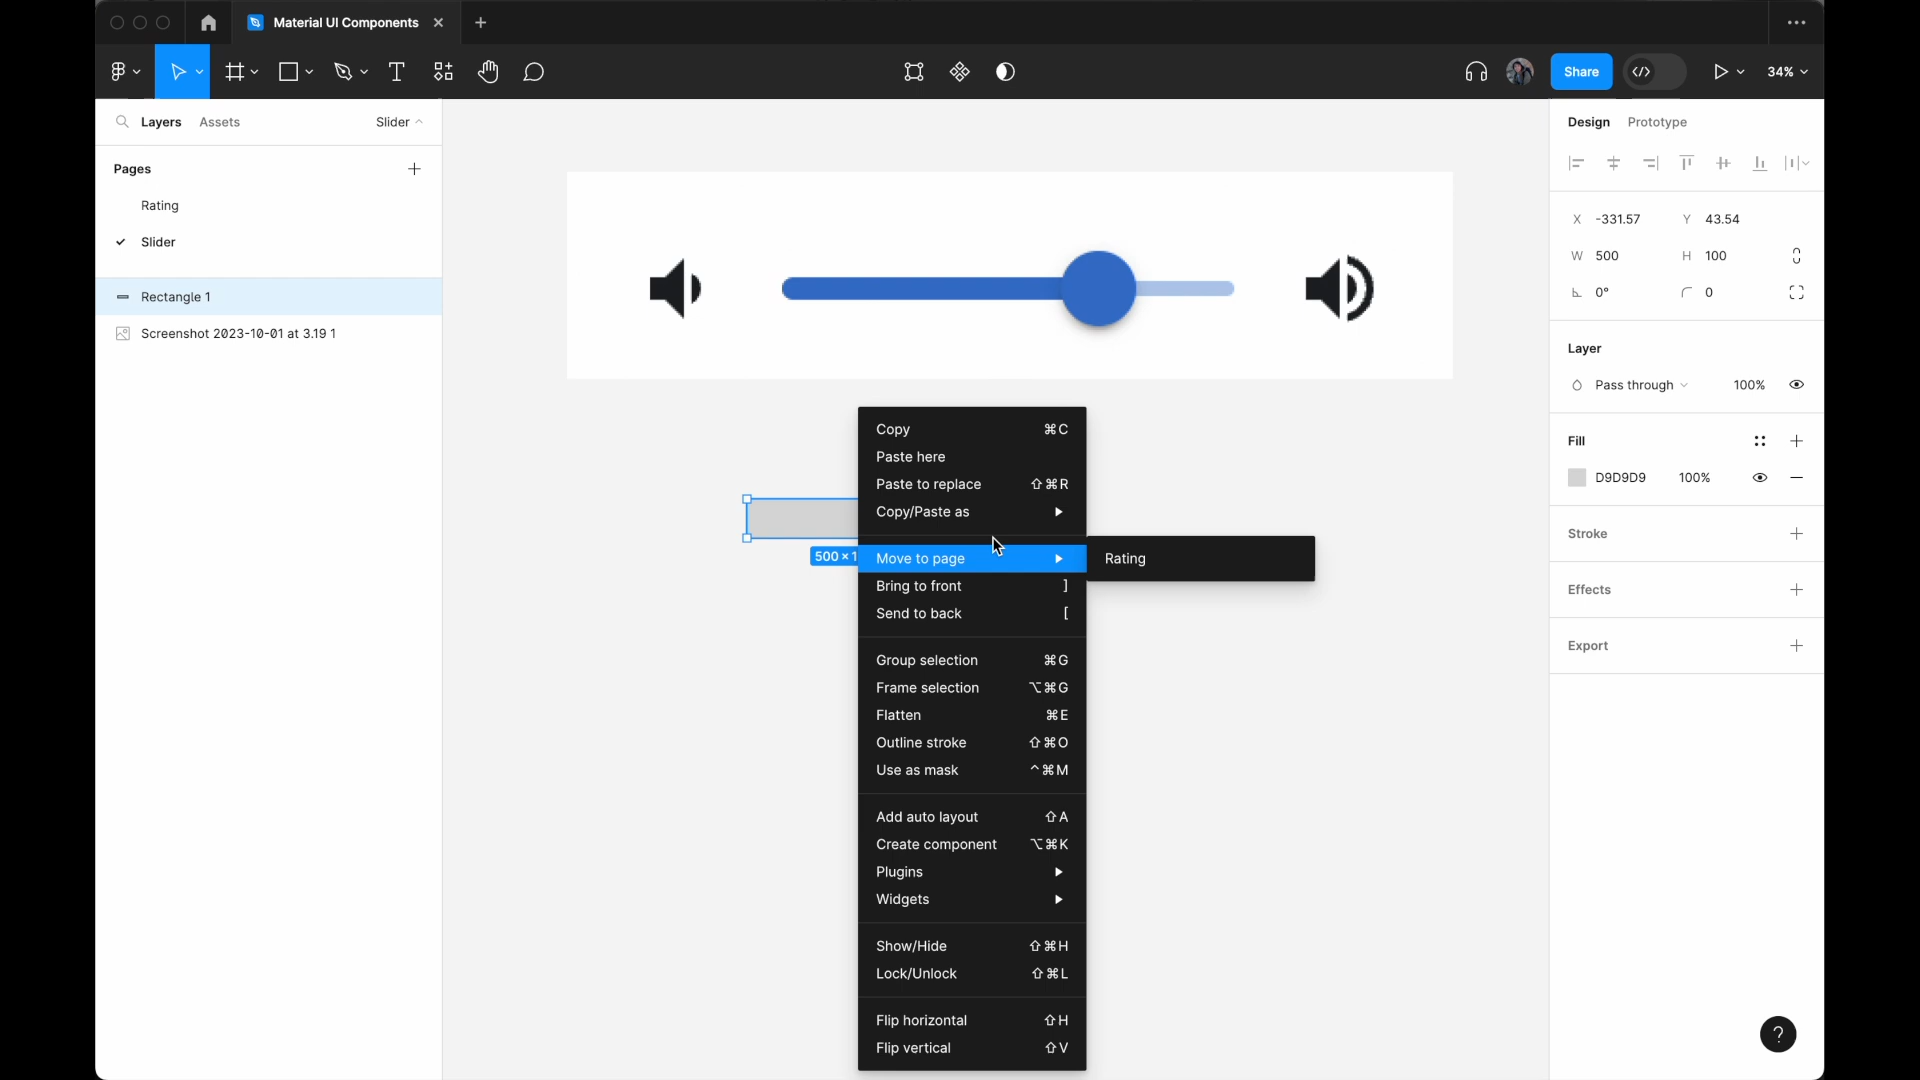 Material UI Components
Share
34%
Layers Assets Slider
Pages
Rating
Slider
Rectangle 1
Screenshot 2023-10-01 at 3.19 1
500 × 1
Copy ⌘C
Paste here
Paste to replace ⇧⌘R
Copy/Paste as
Move to page
Rating
Bring to front ]
Send to back [
Group selection ⌘G
Frame selection ⌥⌘G
Flatten ⌘E
Outline stroke ⇧⌘O
Use as mask ^⌘M
Add auto layout ⇧A
Create component ⌥⌘K
Plugins
Widgets
Show/Hide ⇧⌘H
Lock/Unlock ⇧⌘L
Flip horizontal ⇧H
Flip vertical ⇧V
Design Prototype
X -331.57 Y 43.54
W 500 H 100
0° 0
Layer
Pass through 100%
Fill
D9D9D9 100%
Stroke
Effects
Export
?